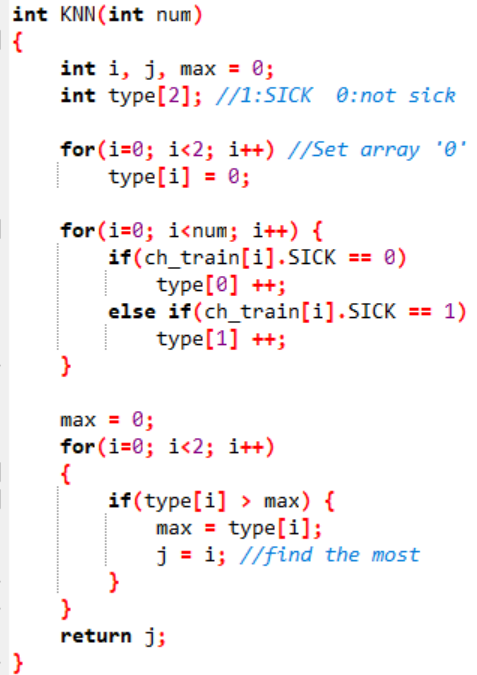 int KNN(int num)
{
    int i, j, max = 0;
    int type[2]; //1:SICK  0:not sick

    for(i=0; i<2; i++) //Set array '0'
        type[i] = 0;

    for(i=0; i<num; i++) {
        if(ch_train[i].SICK == 0)
            type[0] ++;
        else if(ch_train[i].SICK == 1)
            type[1] ++;
    }

    max = 0;
    for(i=0; i<2; i++)
    {
        if(type[i] > max) {
            max = type[i];
            j = i; //find the most
        }
    }
    return j;
}